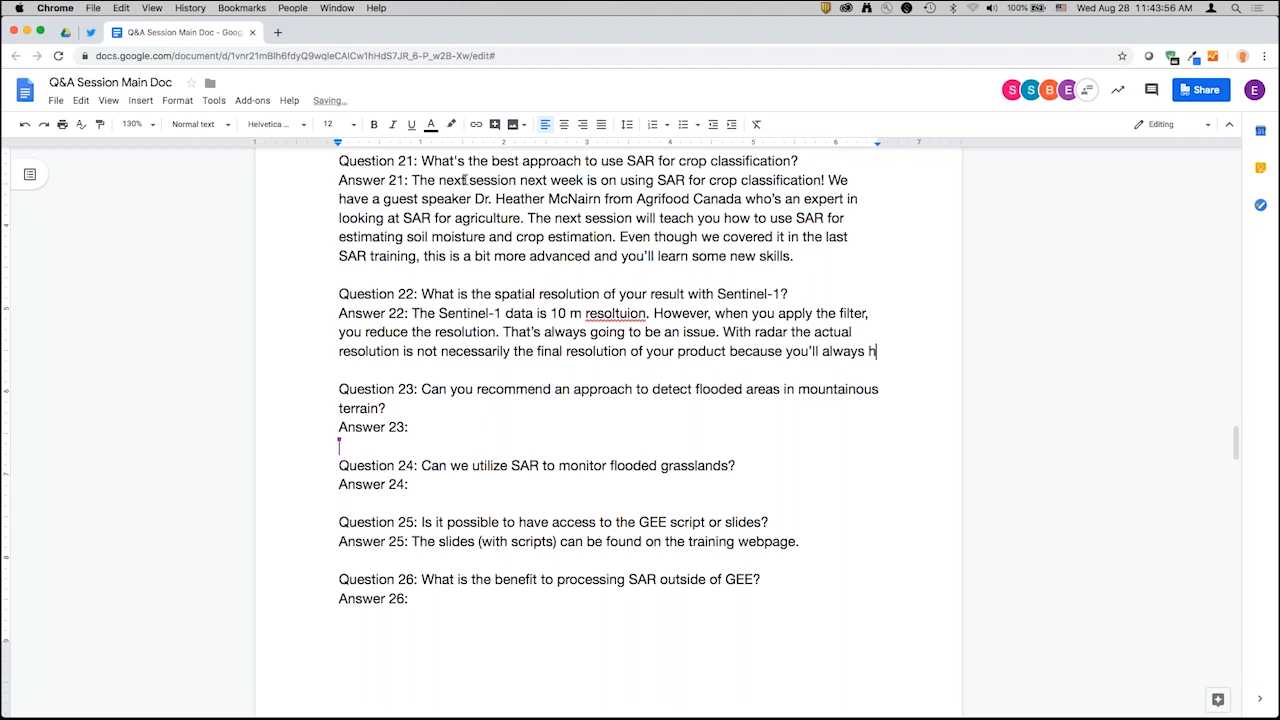 Chrome File Edit View History Bookmarks People Window Help 100% Wed Aug 28 11:43:56 AM
Q&A Session Main Doc - Goog
docs.google.com/document/d/1vnr21mBlh6fdyQ9wqIeCAlCw1hHdS7JR_6-P_w2B-Xw/edit#
Q&A Session Main Doc
S S B E Share E
File Edit View Insert Format Tools Add-ons Help Saving...
130% Normal text Helvetica ... 12 B I U A Editing
1 1 2 3 4 5 6 7
Question 21: What's the best approach to use SAR for crop classification?
Answer 21: The next session next week is on using SAR for crop classification! We
have a guest speaker Dr. Heather McNairn from Agrifood Canada who's an expert in
looking at SAR for agriculture. The next session will teach you how to use SAR for
estimating soil moisture and crop estimation. Even though we covered it in the last
SAR training, this is a bit more advanced and you'll learn some new skills.
Question 22: What is the spatial resolution of your result with Sentinel-1?
Answer 22: The Sentinel-1 data is 10 m resoltuion. However, when you apply the filter,
you reduce the resolution. That's always going to be an issue. With radar the actual
resolution is not necessarily the final resolution of your product because you'll always h
Question 23: Can you recommend an approach to detect flooded areas in mountainous
terrain?
Answer 23:
Question 24: Can we utilize SAR to monitor flooded grasslands?
Answer 24:
Question 25: Is it possible to have access to the GEE script or slides?
Answer 25: The slides (with scripts) can be found on the training webpage.
Question 26: What is the benefit to processing SAR outside of GEE?
Answer 26: